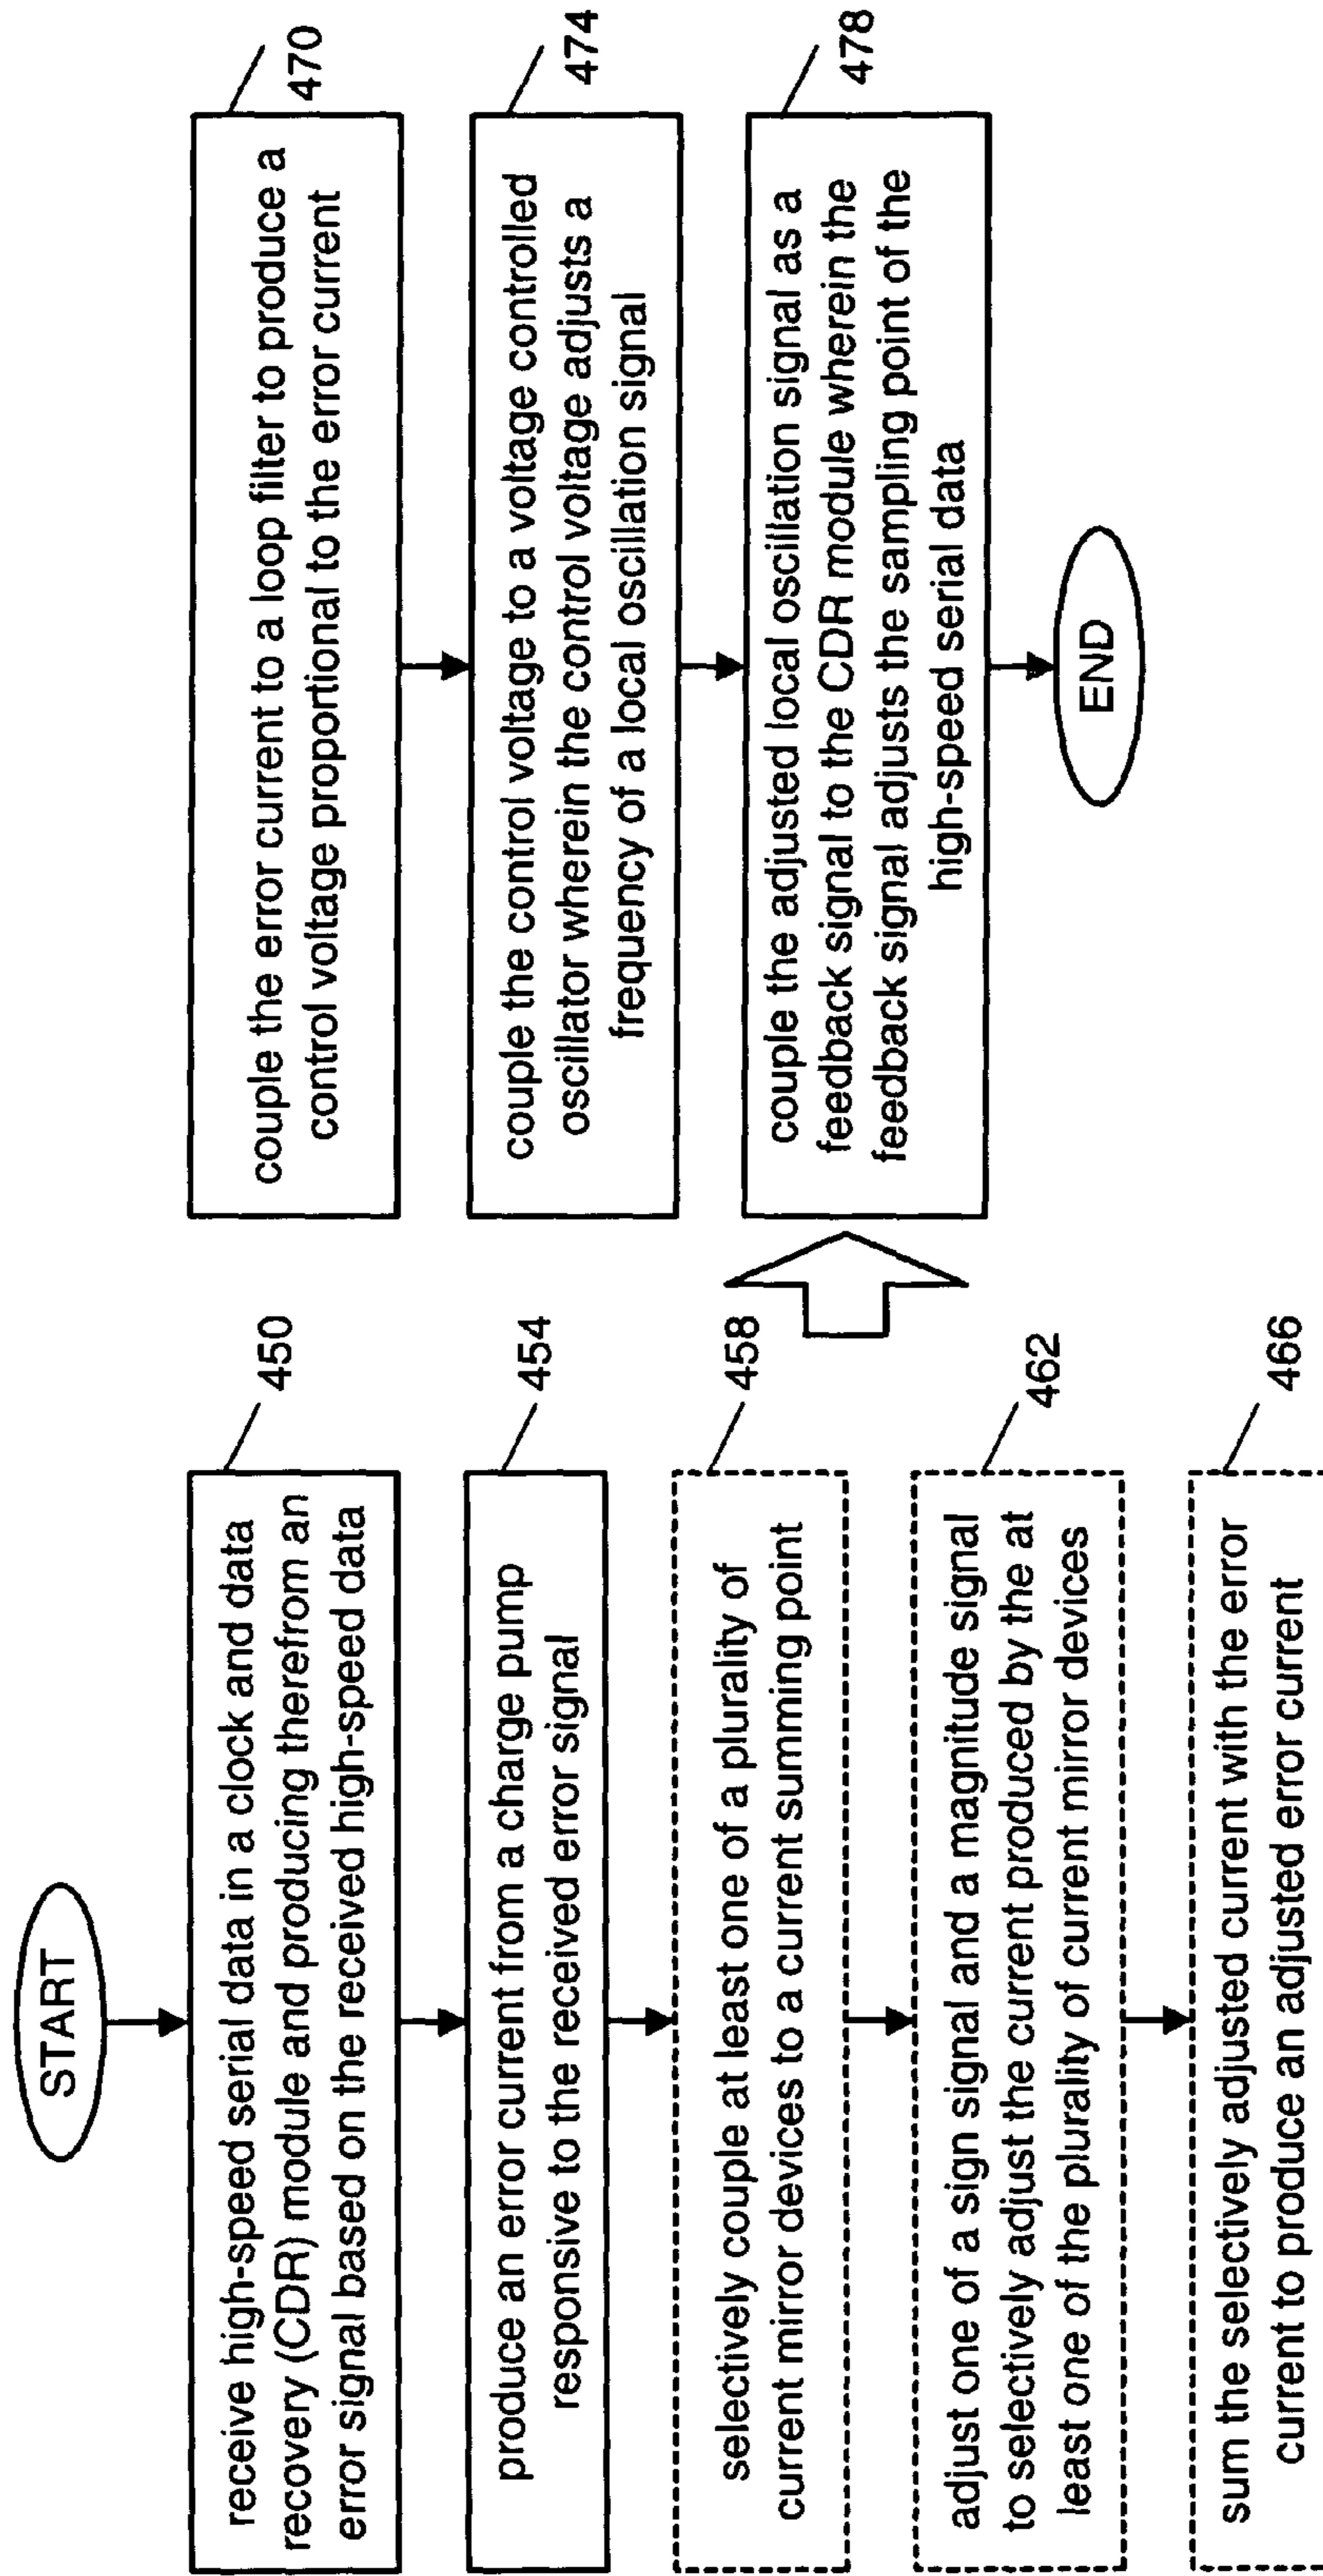 START
receive high-speed serial data in a clock and data
recovery (CDR) module and producing therefrom an
error signal based on the received high-speed data
450
produce an error current from a charge pump
responsive to the received error signal
454
selectively couple at least one of a plurality of
current mirror devices to a current summing point
458
adjust one of a sign signal and a magnitude signal
to selectively adjust the current produced by the at
least one of the plurality of current mirror devices
462
sum the selectively adjusted current with the error
current to produce an adjusted error current
466
couple the error current to a loop filter to produce a
control voltage proportional to the error current
470
couple the control voltage to a voltage controlled
oscillator wherein the control voltage adjusts a
frequency of a local oscillation signal
474
couple the adjusted local oscillation signal as a
feedback signal to the CDR module wherein the
feedback signal adjusts the sampling point of the
high-speed serial data
478
END